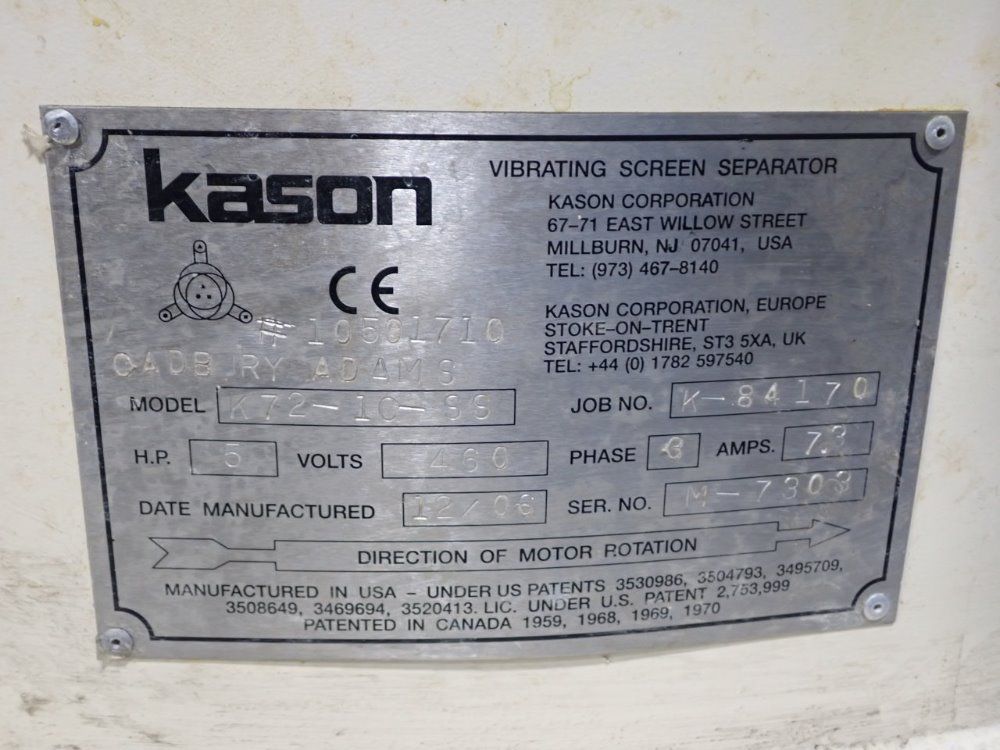 kason
VIBRATING SCREEN SEPARATOR
KASON CORPORATION
67-71 EAST WILLOW STREET
MILLBURN, NJ 07041, USA
TEL: (973) 467-8140
CE
KASON CORPORATION, EUROPE
STOKE-ON-TRENT
STAFFORDSHIRE, ST3 5XA, UK
TEL: +44 (0) 1782 597540
# 10501710
CADBURY ADAMS
MODEL K72-1C-SS JOB NO. K-84170
H.P. 5 VOLTS 460 PHASE 3 AMPS. 7.3
DATE MANUFACTURED 12/06 SER. NO. M-7303
DIRECTION OF MOTOR ROTATION
MANUFACTURED IN USA - UNDER US PATENTS 3530986, 3504793, 3495709,
3508649, 3469694, 3520413. LIC. UNDER U.S. PATENT 2,753,999
PATENTED IN CANADA 1959, 1968, 1969, 1970